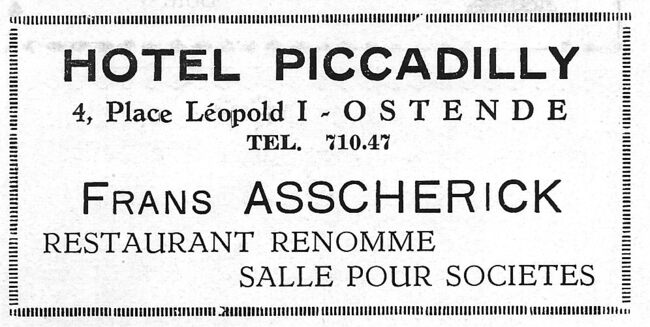 HOTEL PICCADILLY
4, Place Léopold I - OSTENDE
TEL. 710.47
FRANS ASSCHERICK
RESTAURANT RENOMME
SALLE POUR SOCIETES